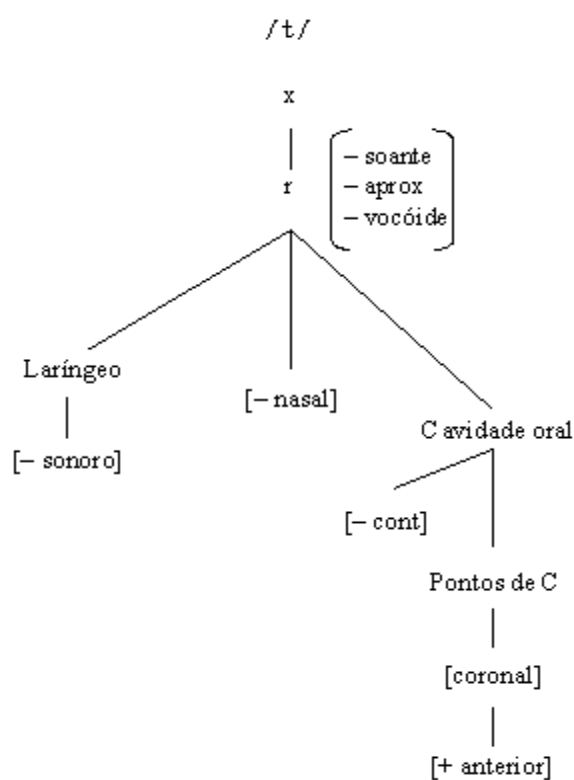 /t/
x
r
– soante
– aprox
– vocóide
Laríngeo
[– nasal]
Cavidade oral
[– sonoro]
[– cont]
Pontos de C
[coronal]
[+ anterior]